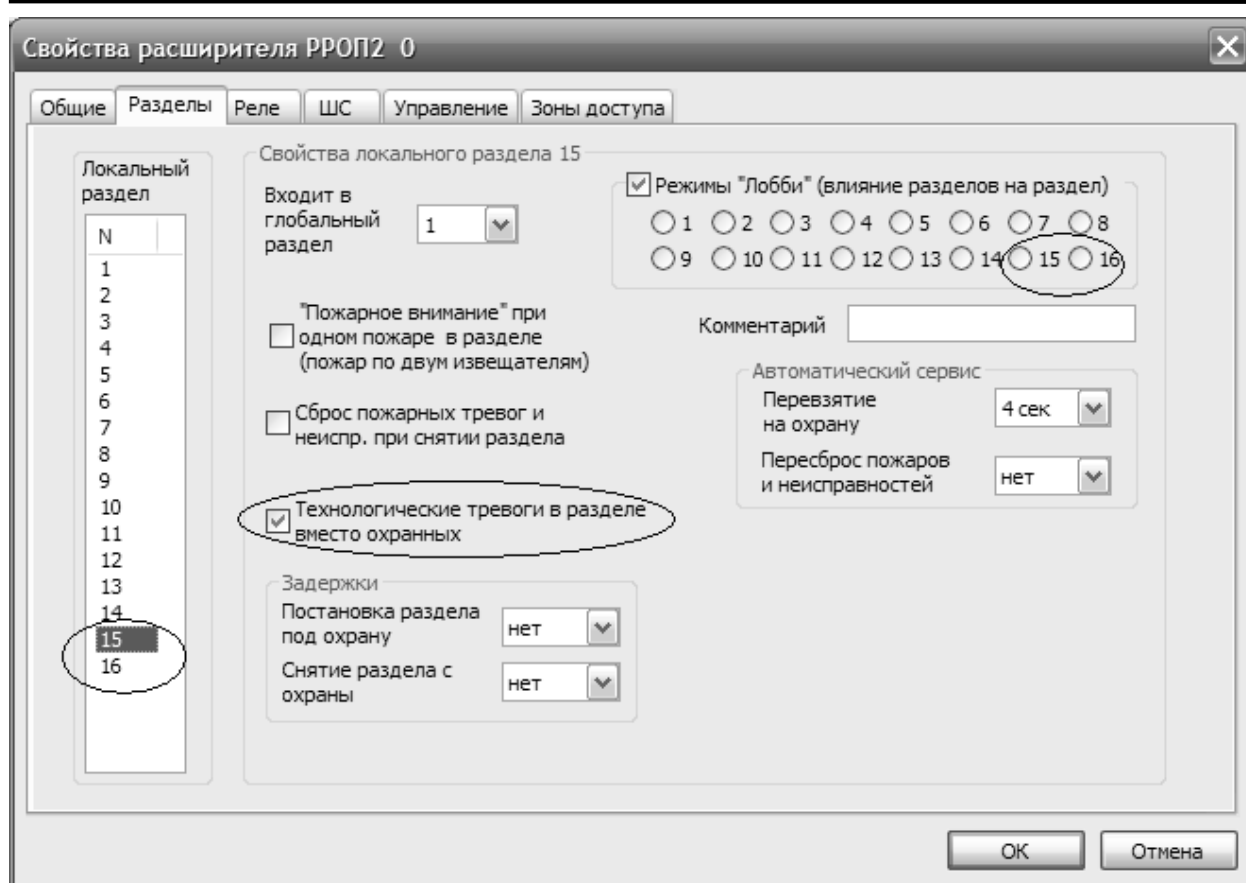 Свойства расширителя РРОП2 0
Общие Разделы Реле ШС Управление Зоны доступа
Локальный
раздел
N
1
2
3
4
5
6
7
8
9
10
11
12
13
14
15
16
Свойства локального раздела 15
Входит в
глобальный
раздел
1
Режимы "Лобби" (влияние разделов на раздел)
1 2 3 4 5 6 7 8
9 10 11 12 13 14 15 16
"Пожарное внимание" при
одном пожаре в разделе
(пожар по двум извещателям)
Комментарий
Сброс пожарных тревог и
неиспр. при снятии раздела
Автоматический сервис
Перевзятие
на охрану
4 сек
Пересброс пожаров
и неисправностей
нет
Технологические тревоги в разделе
вместо охранных
Задержки
Постановка раздела
под охрану
нет
Снятие раздела с
охраны
нет
OK Отмена